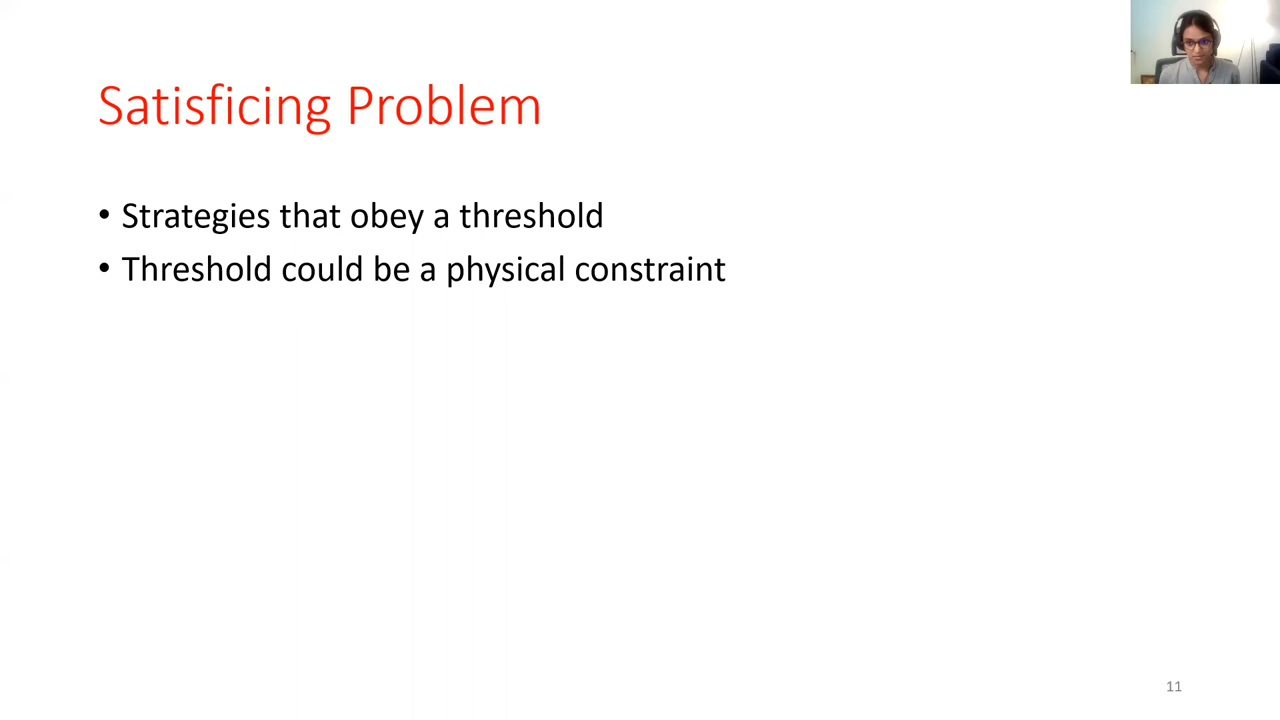 Satisficing Problem
• Strategies that obey a threshold
• Threshold could be a physical constraint
11